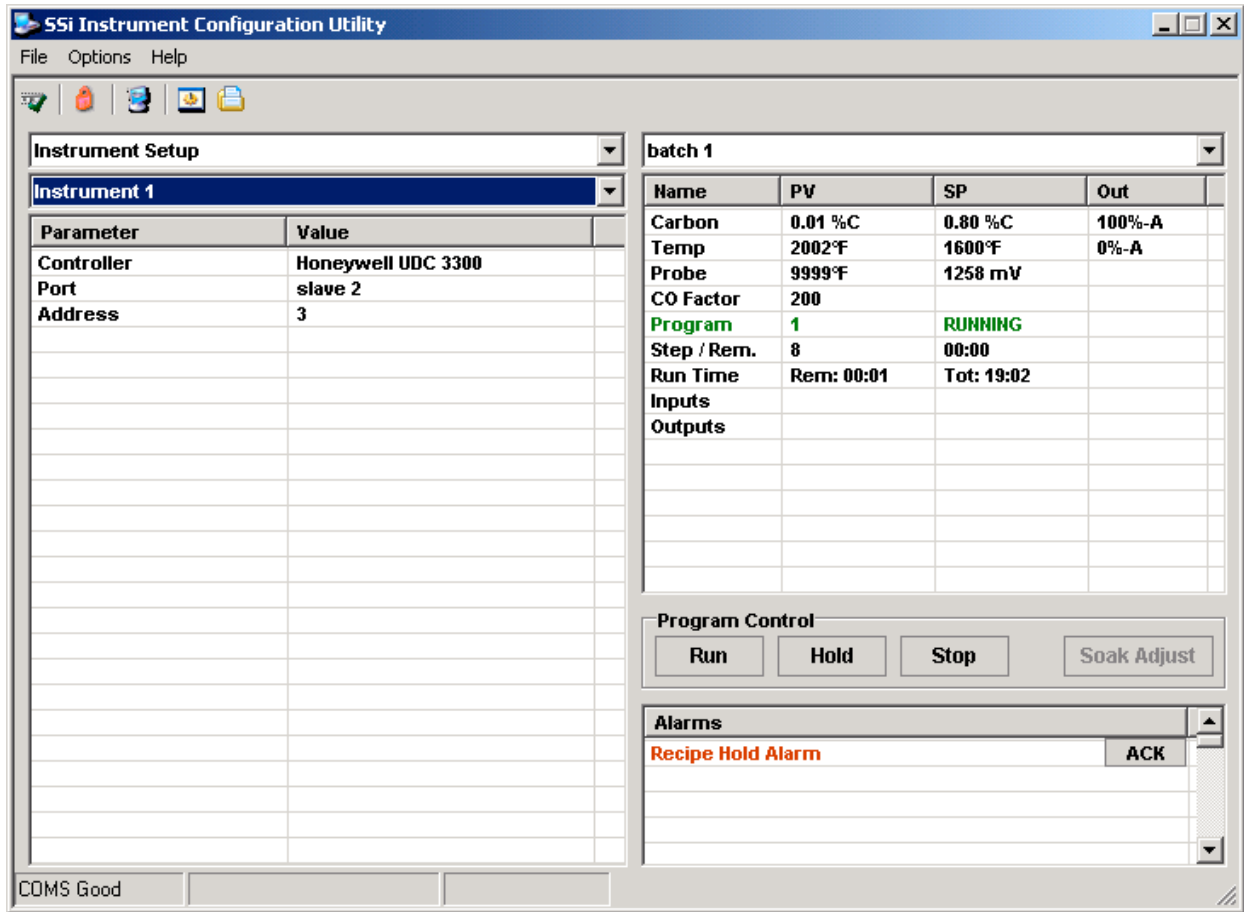 SSi Instrument Configuration Utility
File Options Help
Instrument Setup
Instrument 1
Parameter Value
Controller Honeywell UDC 3300
Port slave 2
Address 3
batch 1
Name PV SP Out
Carbon 0.01 %C 0.80 %C 100%-A
Temp 2002°F 1600°F 0%-A
Probe 9999°F 1258 mV
CO Factor 200
Program 1 RUNNING
Step / Rem. 8 00:00
Run Time Rem: 00:01 Tot: 19:02
Inputs
Outputs
Program Control
Run Hold Stop Soak Adjust
Alarms
Recipe Hold Alarm ACK
COMS Good